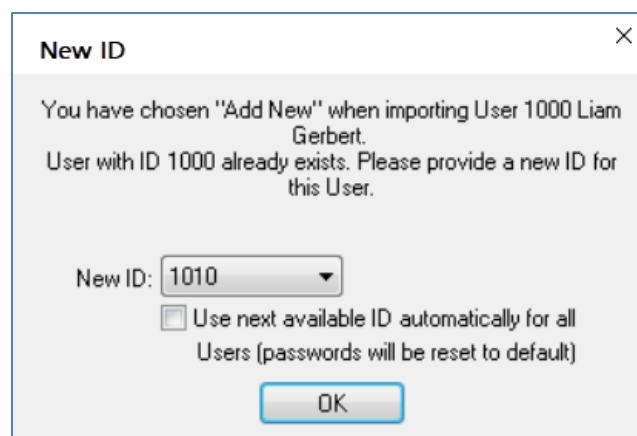 New ID
You have chosen "Add New" when importing User 1000 Liam
Gerbert.
User with ID 1000 already exists. Please provide a new ID for
this User.
New ID: 1010
Use next available ID automatically for all
Users (passwords will be reset to default)
OK